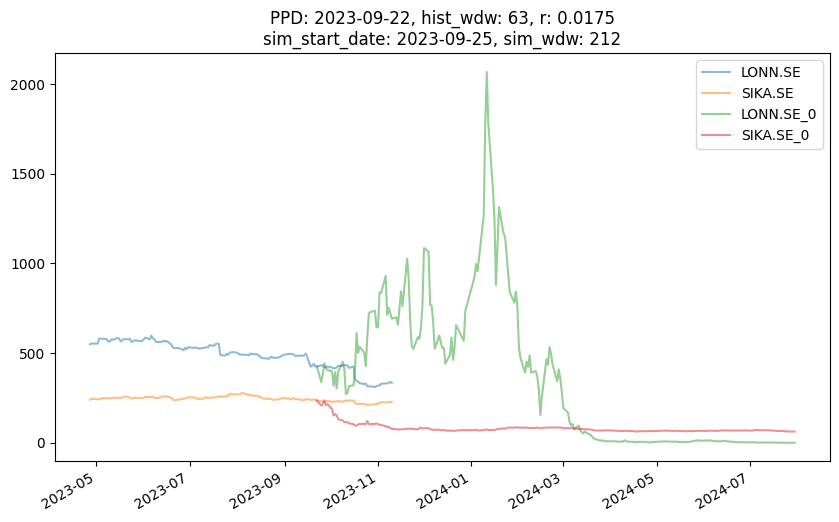 PPD: 2023-09-22, hist_wdw: 63, r: 0.0175
sim_start_date: 2023-09-25, sim_wdw: 212
LONN.SE
SIKA.SE
LONN.SE_0
SIKA.SE_0
2000
1500
1000
500
0
2023-05
2023-07
2023-09
2023-11
2024-01
2024-03
2024-05
2024-07